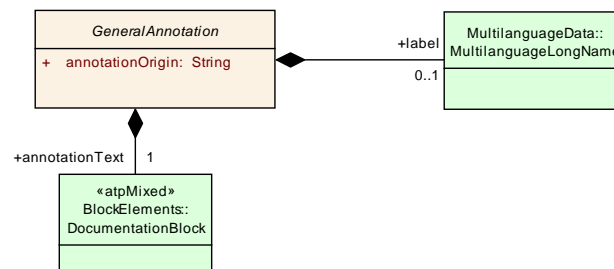 GeneralAnnotation
+ annotationOrigin: String
+label
0..1
MultilanguageData::
MultilanguageLongName
+annotationText 1
«atpMixed»
BlockElements::
DocumentationBlock